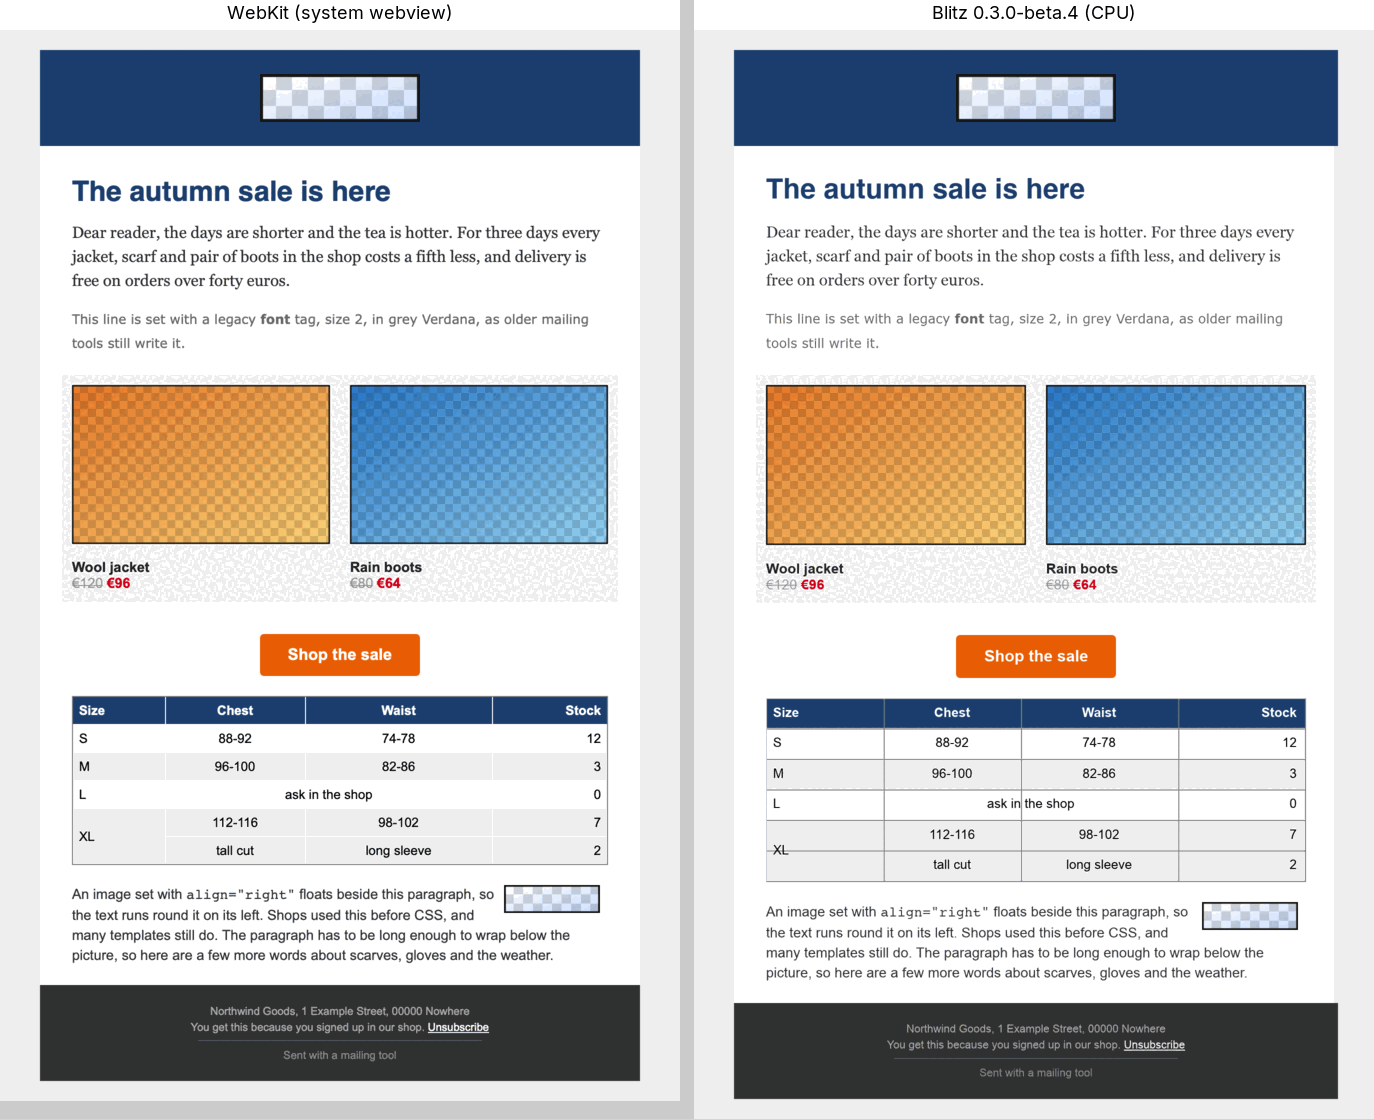 WebKit (system webview)
The autumn sale is here
Dear reader, the days are shorter and the tea is hotter. For three days every
jacket, scarf and pair of boots in the shop costs a fifth less, and delivery is
free on orders over forty euros.
This line is set with a legacy font tag, size 2, in grey Verdana, as older mailing
tools still write it.
Wool jacket Rain boots
€120 €96 €80 €64
Shop the sale
Size Chest Waist Stock
S 88-92 74-78 12
M 96-100 82-86 3
L ask in the shop 0
XL 112-116 98-102 7
tall cut long sleeve 2
An image set with align="right" floats beside this paragraph, so
the text runs round it on its left. Shops used this before CSS, and
many templates still do. The paragraph has to be long enough to wrap below the
picture, so here are a few more words about scarves, gloves and the weather.
Northwind Goods, 1 Example Street, 00000 Nowhere
You get this because you signed up in our shop. Unsubscribe
Sent with a mailing tool
Blitz 0.3.0-beta.4 (CPU)
The autumn sale is here
Dear reader, the days are shorter and the tea is hotter. For three days every
jacket, scarf and pair of boots in the shop costs a fifth less, and delivery is
free on orders over forty euros.
This line is set with a legacy font tag, size 2, in grey Verdana, as older mailing
tools still write it.
Wool jacket Rain boots
€120 €96 €80 €64
Shop the sale
Size Chest Waist Stock
S 88-92 74-78 12
M 96-100 82-86 3
L ask in the shop 0
XL 112-116 98-102 7
tall cut long sleeve 2
An image set with align="right" floats beside this paragraph, so
the text runs round it on its left. Shops used this before CSS, and
many templates still do. The paragraph has to be long enough to wrap below the
picture, so here are a few more words about scarves, gloves and the weather.
Northwind Goods, 1 Example Street, 00000 Nowhere
You get this because you signed up in our shop. Unsubscribe
Sent with a mailing tool